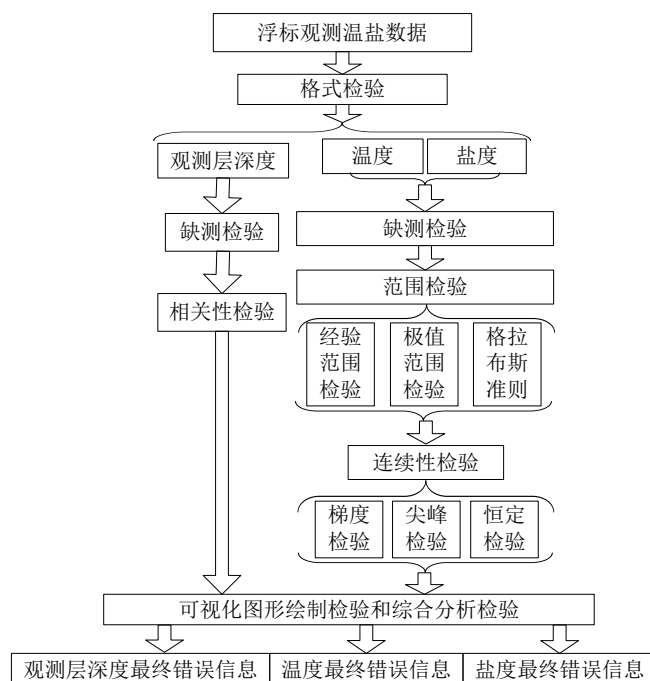 浮标观测温盐数据
格式检验
观测层深度
温度
盐度
缺测检验
缺测检验
相关性检验
范围检验
经验
范围
检验
极值
范围
检验
格拉
布斯
准则
连续性检验
梯度
检验
尖峰
检验
恒定
检验
可视化图形绘制检验和综合分析检验
观测层深度最终错误信息
温度最终错误信息
盐度最终错误信息